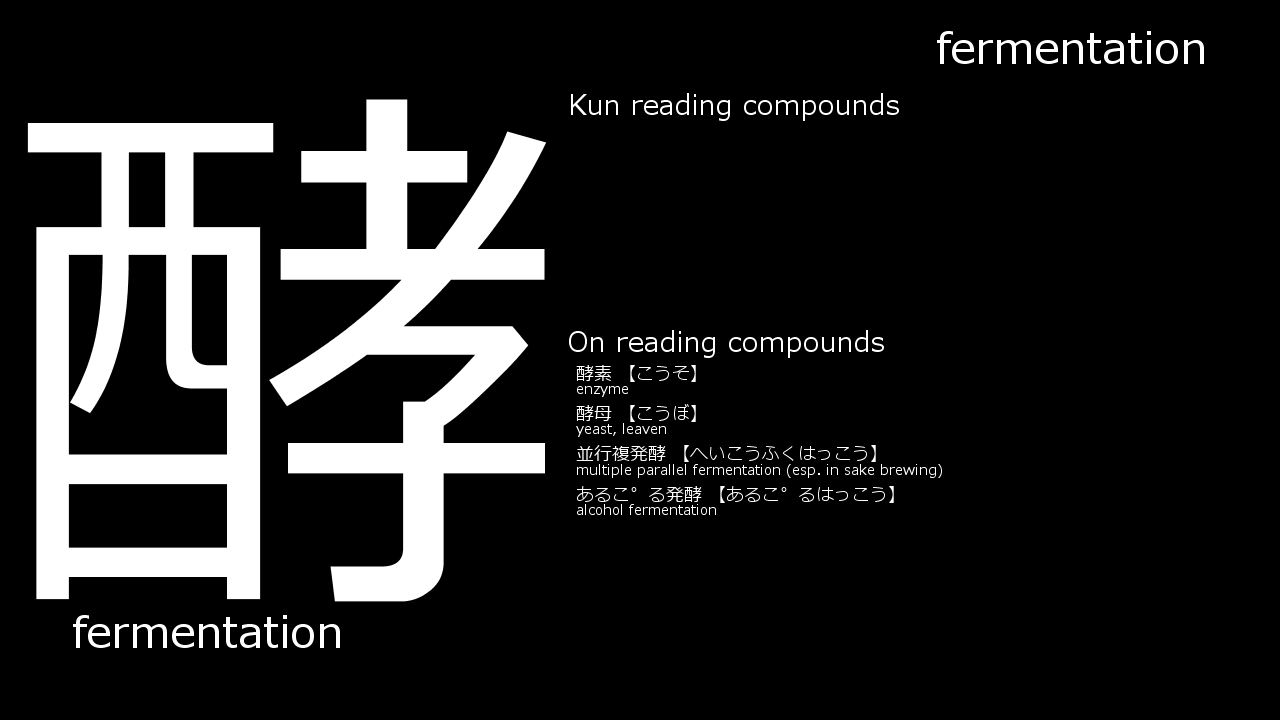 fermentation
酵
Kun reading compounds
On reading compounds
酵素 【こうそ】
enzyme
酵母 【こうぼ】
yeast, leaven
並行複発酵 【へいこうふくはっこう】
multiple parallel fermentation (esp. in sake brewing)
あるこ°る発酵 【あるこ°るはっこう】
alcohol fermentation
fermentation